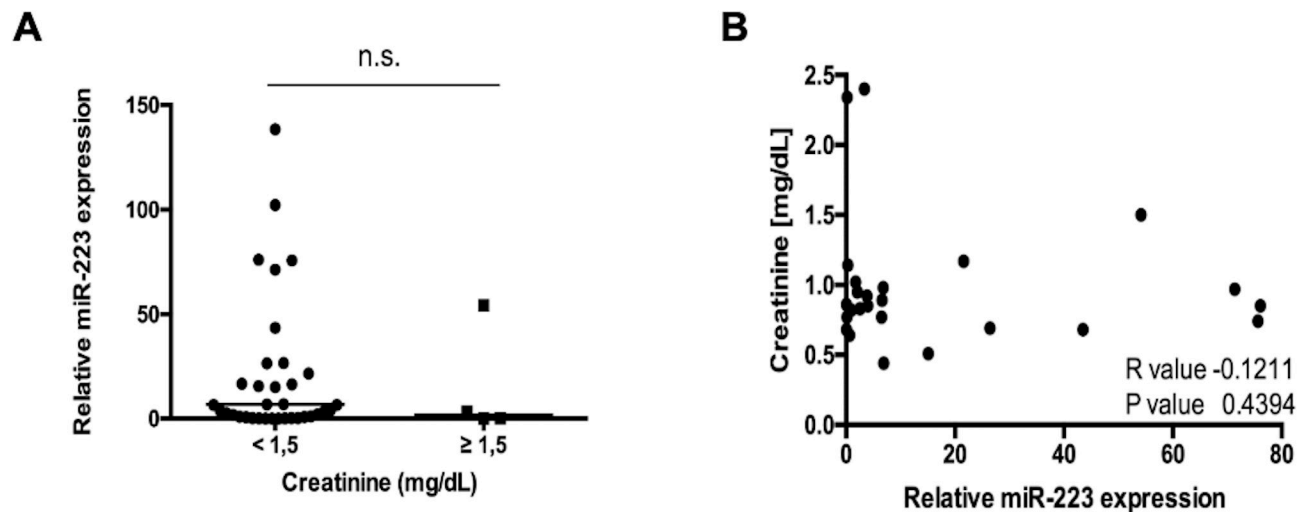 A
n.s.
150
100
50
0
Relative miR-223 expression
< 1,5
≥ 1,5
Creatinine (mg/dL)
B
2.5
2.0
1.5
1.0
0.5
0.0
Creatinine [mg/dL]
R value -0.1211
P value 0.4394
0 20 40 60 80
Relative miR-223 expression